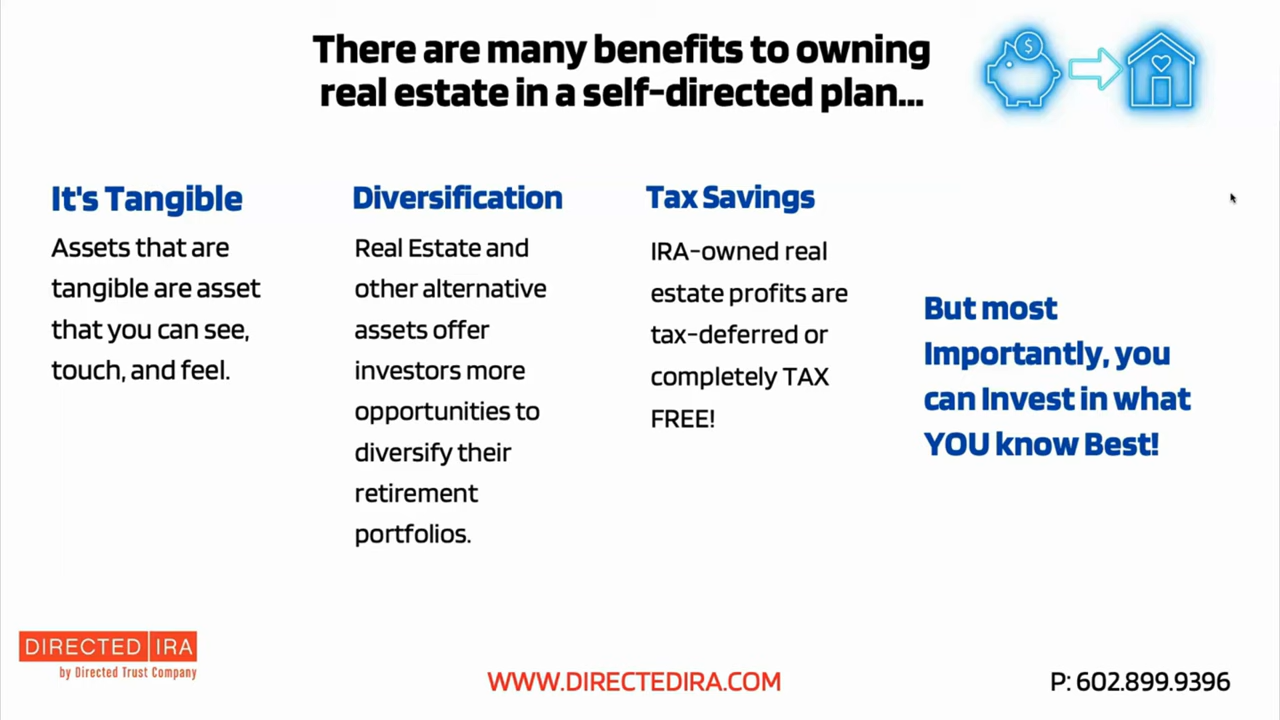 There are many benefits to owning
real estate in a self-directed plan...
$
It's Tangible
Assets that are
tangible are asset
that you can see,
touch, and feel.
Diversification
Real Estate and
other alternative
assets offer
investors more
opportunities to
diversify their
retirement
portfolios.
Tax Savings
IRA-owned real
estate profits are
tax-deferred or
completely TAX
FREE!
But most
Importantly, you
can Invest in what
YOU know Best!
DIRECTED IRA
by Directed Trust Company
WWW.DIRECTEDIRA.COM
P: 602.899.9396